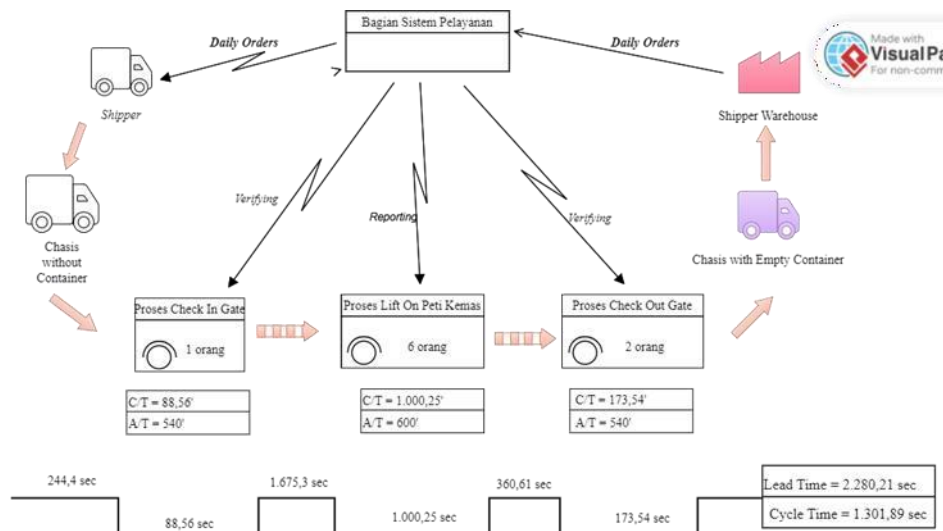 Bagian Sistem Pelayanan
Daily Orders
Daily Orders
Made with
VisualPa
For non-comm
Shipper
Shipper Warehouse
Verifying
Reporting
Verifying
Chasis
without
Container
Chasis with Empty Container
Proses Check In Gate
1 orang
Proses Lift On Peti Kemas
6 orang
Proses Check Out Gate
2 orang
C/T = 88,56'
A/T = 540'
C/T = 1.000,25'
A/T = 600'
C/T = 173,54'
A/T = 540'
244,4 sec
88,56 sec
1.675,3 sec
1.000,25 sec
360,61 sec
173,54 sec
Lead Time = 2.280,21 sec
Cycle Time = 1.301,89 sec